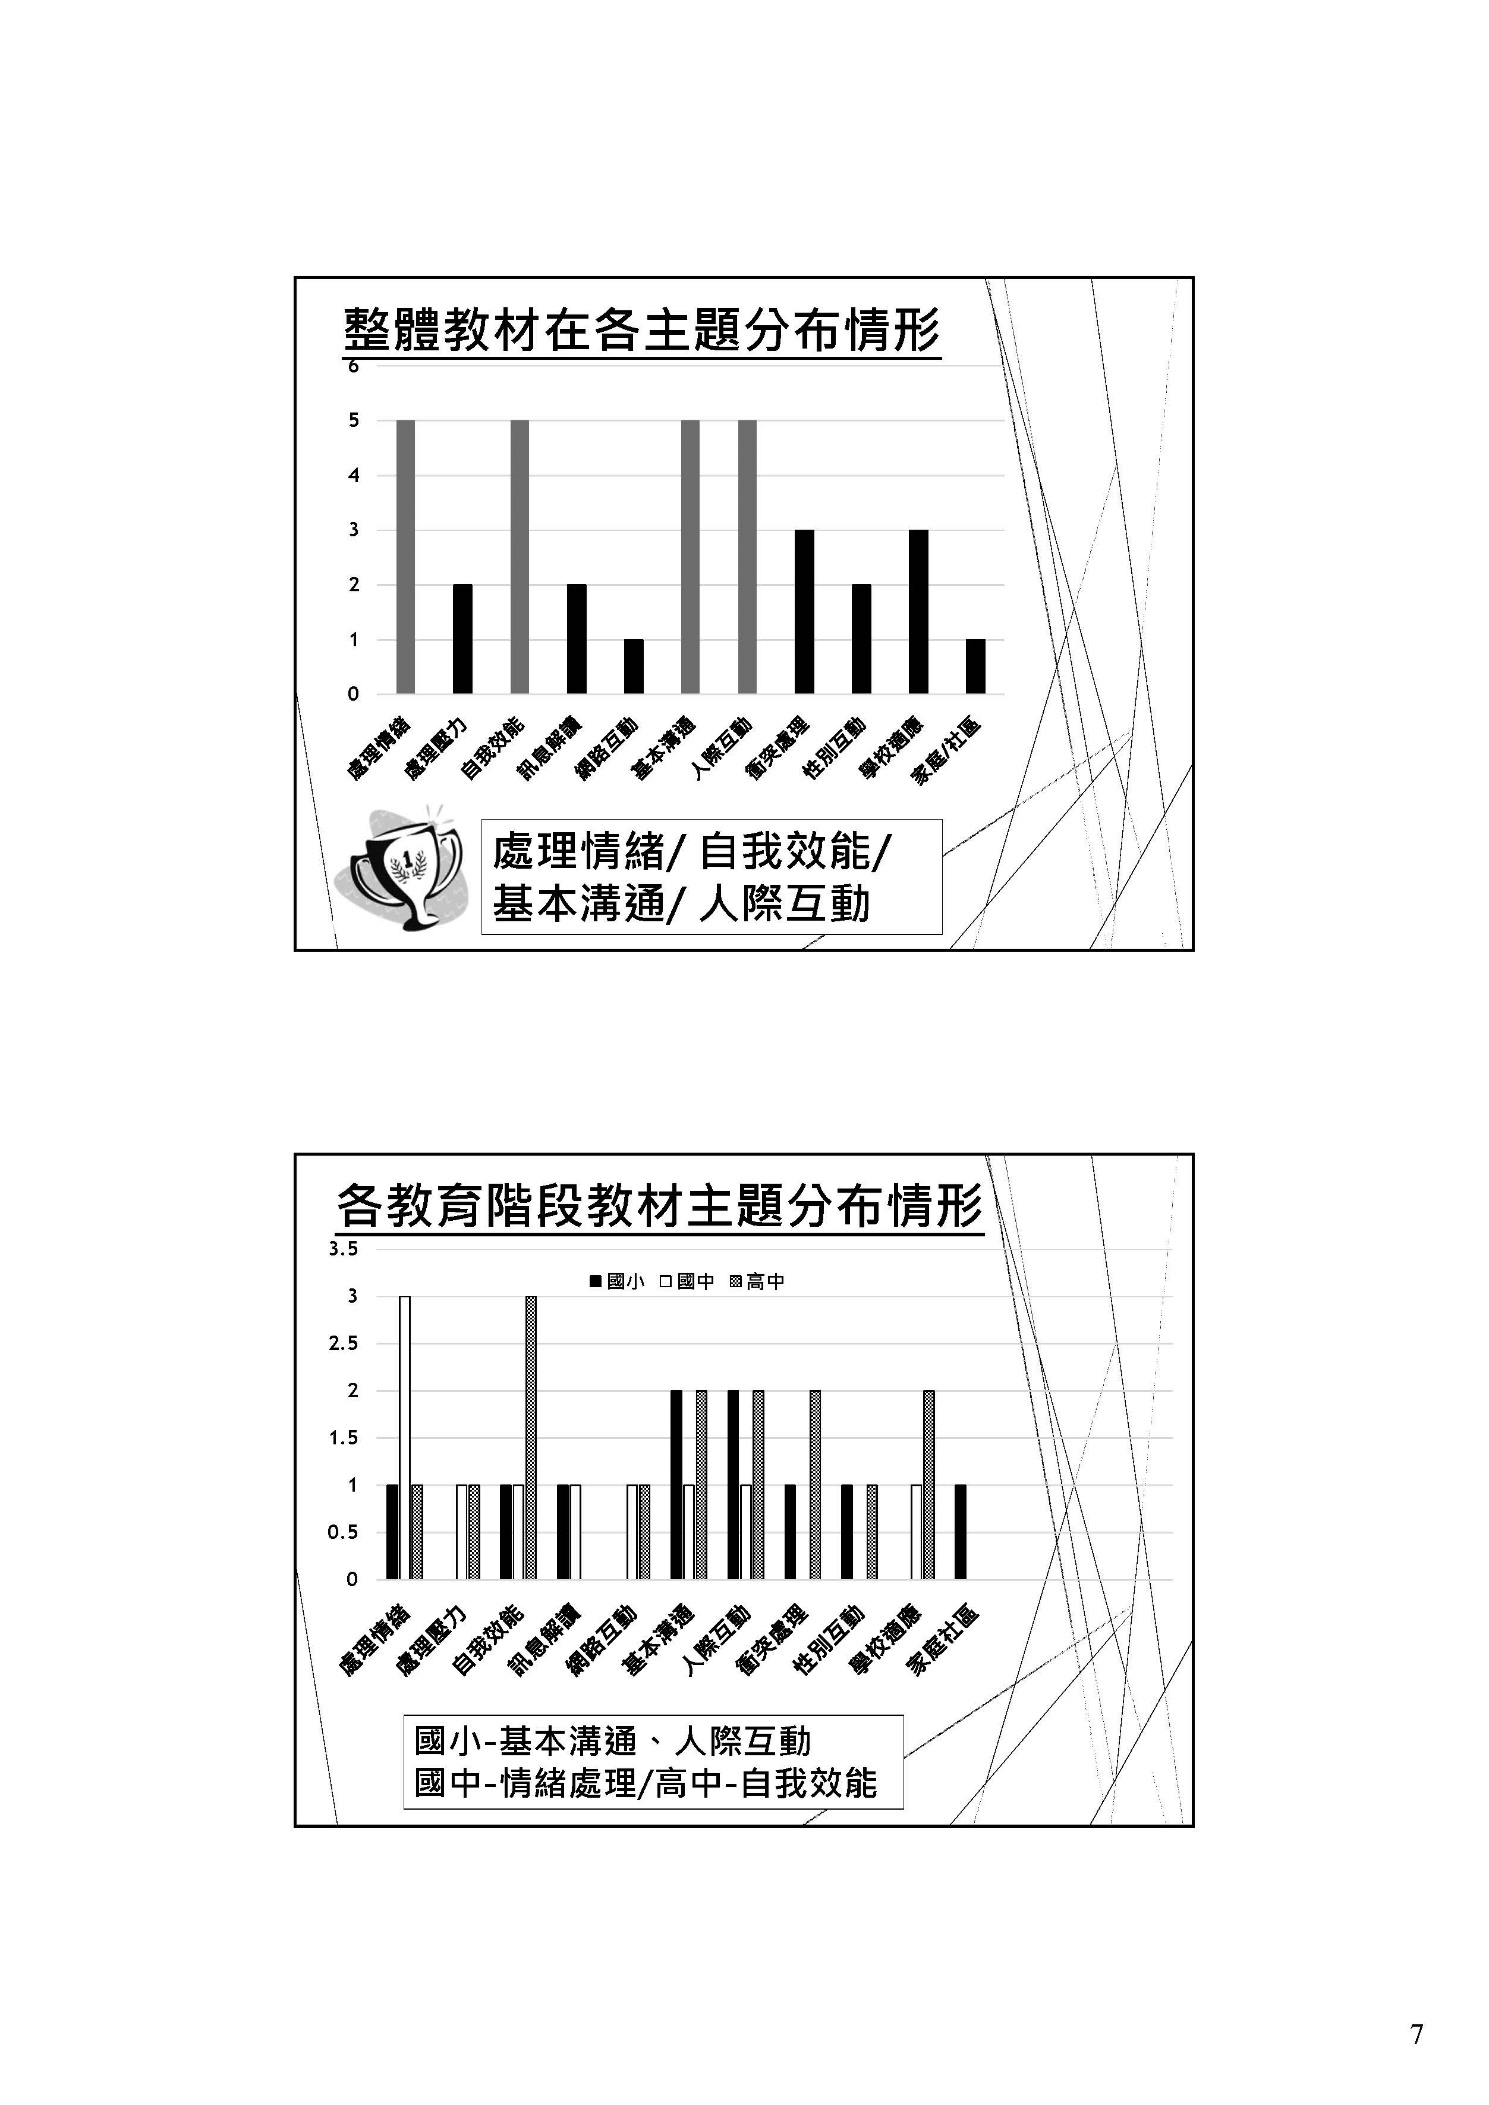 整體教材在各主題分布情形
6
5
4
3
2
1
0
處理情緒 處理壓力 自我效能 訊息解讀 網路互動 基本溝通 人際互動 衝突處理 性別互動 學校適應 家庭/社區
1
處理情緒/ 自我效能/
基本溝通/ 人際互動
各教育階段教材主題分布情形
3.5
國小 國中 高中
3
2.5
2
1.5
1
0.5
0
處理情緒 處理壓力 自我效能 訊息解讀 網路互動 基本溝通 人際互動 衝突處理 性別互動 學校適應 家庭社區
國小-基本溝通、人際互動
國中-情緒處理/高中-自我效能
7